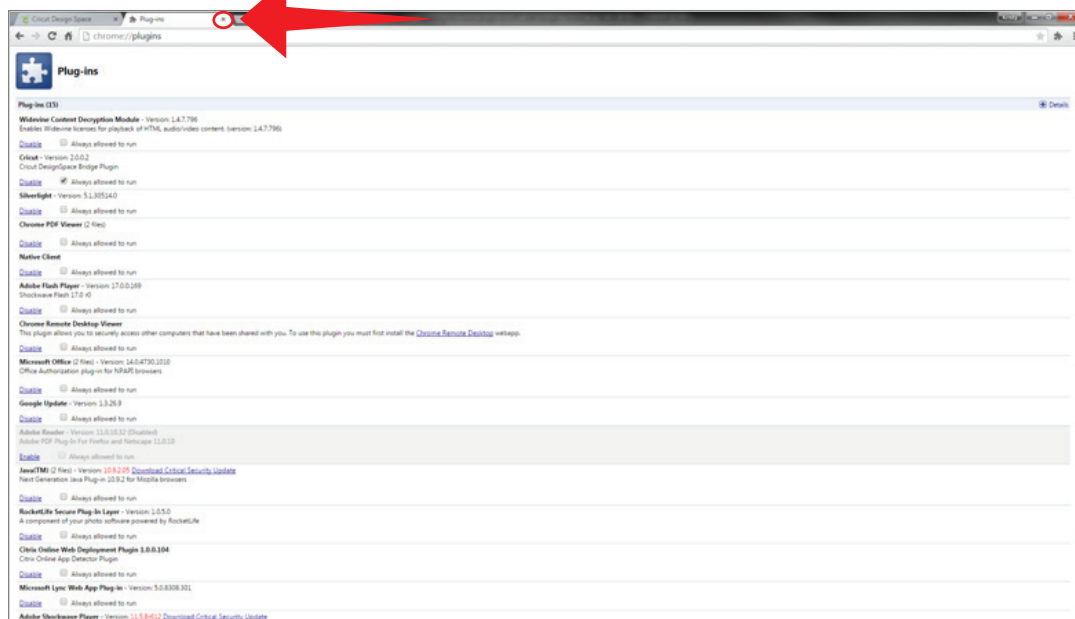 Cricut Design Space
Plug-ins
chrome://plugins
Plug-ins
Plug-ins (15)
Details
Widevine Content Decryption Module - Version: 1.4.7.796
Enables Widevine licenses for playback of HTML audio/video content. (version: 1.4.7.796)
Disable Always allowed to run
Cricut - Version: 2.0.0.2
Cricut DesignSpace Bridge Plugin
Disable Always allowed to run
Silverlight - Version: 5.1.30514.0
Disable Always allowed to run
Chrome PDF Viewer (2 files)
Disable Always allowed to run
Native Client
Disable Always allowed to run
Adobe Flash Player - Version: 17.0.0.169
Shockwave Flash 17.0 r0
Disable Always allowed to run
Chrome Remote Desktop Viewer
This plugin allows you to securely access other computers that have been shared with you. To use this plugin you must first install the Chrome Remote Desktop webapp.
Disable Always allowed to run
Microsoft Office (2 files) - Version: 14.0.4730.1010
Office Authorization plug-in for NPAPI browsers
Disable Always allowed to run
Google Update - Version: 1.3.26.9
Disable Always allowed to run
Adobe Reader - Version: 11.0.10.32 (Disabled)
Adobe PDF Plug-In For Firefox and Netscape 11.0.10
Enable Always allowed to run
Java(TM) (2 files) - Version: 10.9.2.05 Download Critical Security Update
Next Generation Java Plug-in 10.9.2 for Mozilla browsers
Disable Always allowed to run
RocketLife Secure Plug-In Layer - Version: 1.0.5.0
A component of your photo software powered by RocketLife
Disable Always allowed to run
Citrix Online Web Deployment Plugin 1.0.0.104
Citrix Online App Detector Plugin
Disable Always allowed to run
Microsoft Lync Web App Plug-in - Version: 5.0.8308.301
Disable Always allowed to run
Adobe Shockwave Player - Version: Download Critical Security Update